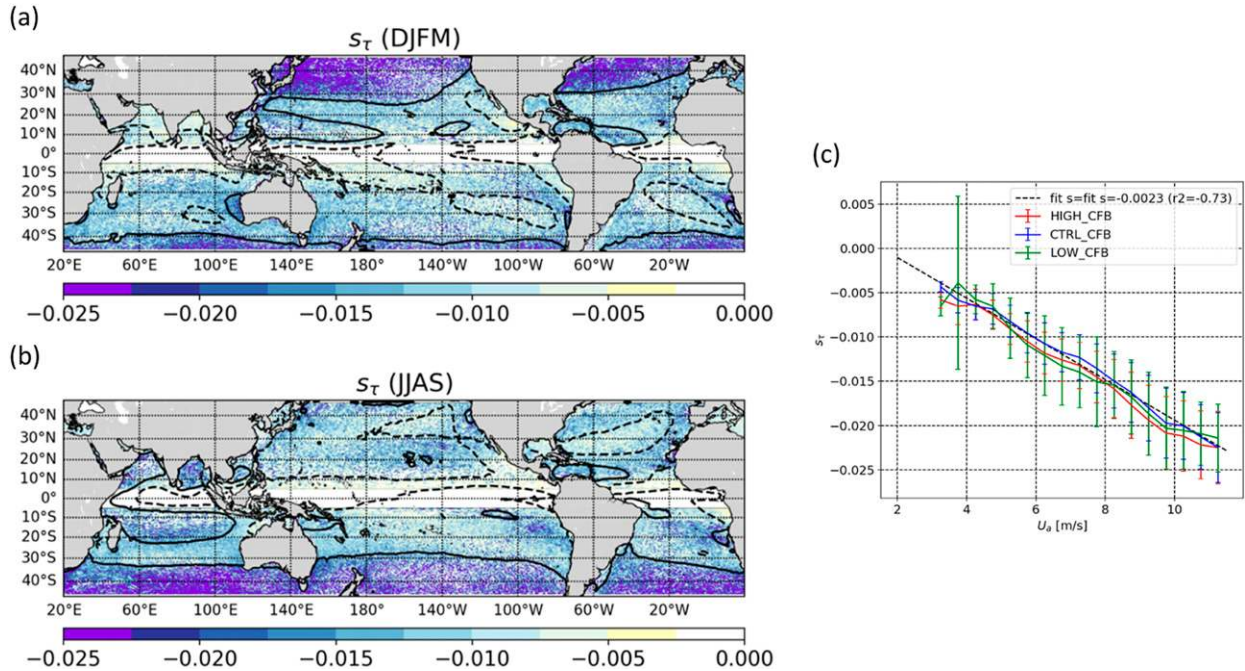 (a)
sτ (DJFM)
40°N
30°N
20°N
10°N
0°
10°S
20°S
30°S
40°S
20°E 60°E 100°E 140°E 180° 140°W 100°W 60°W 20°W
−0.025 −0.020 −0.015 −0.010 −0.005 0.000
(b)
sτ (JJAS)
40°N
30°N
20°N
10°N
0°
10°S
20°S
30°S
40°S
20°E 60°E 100°E 140°E 180° 140°W 100°W 60°W 20°W
−0.025 −0.020 −0.015 −0.010 −0.005 0.000
(c)
fit s=fit s=-0.0023 (r2=-0.73)
HIGH_CFB
CTRL_CFB
LOW_CFB
0.005
0.000
−0.005
−0.010
−0.015
−0.020
−0.025
sτ
2 4 6 8 10
Ua [m/s]